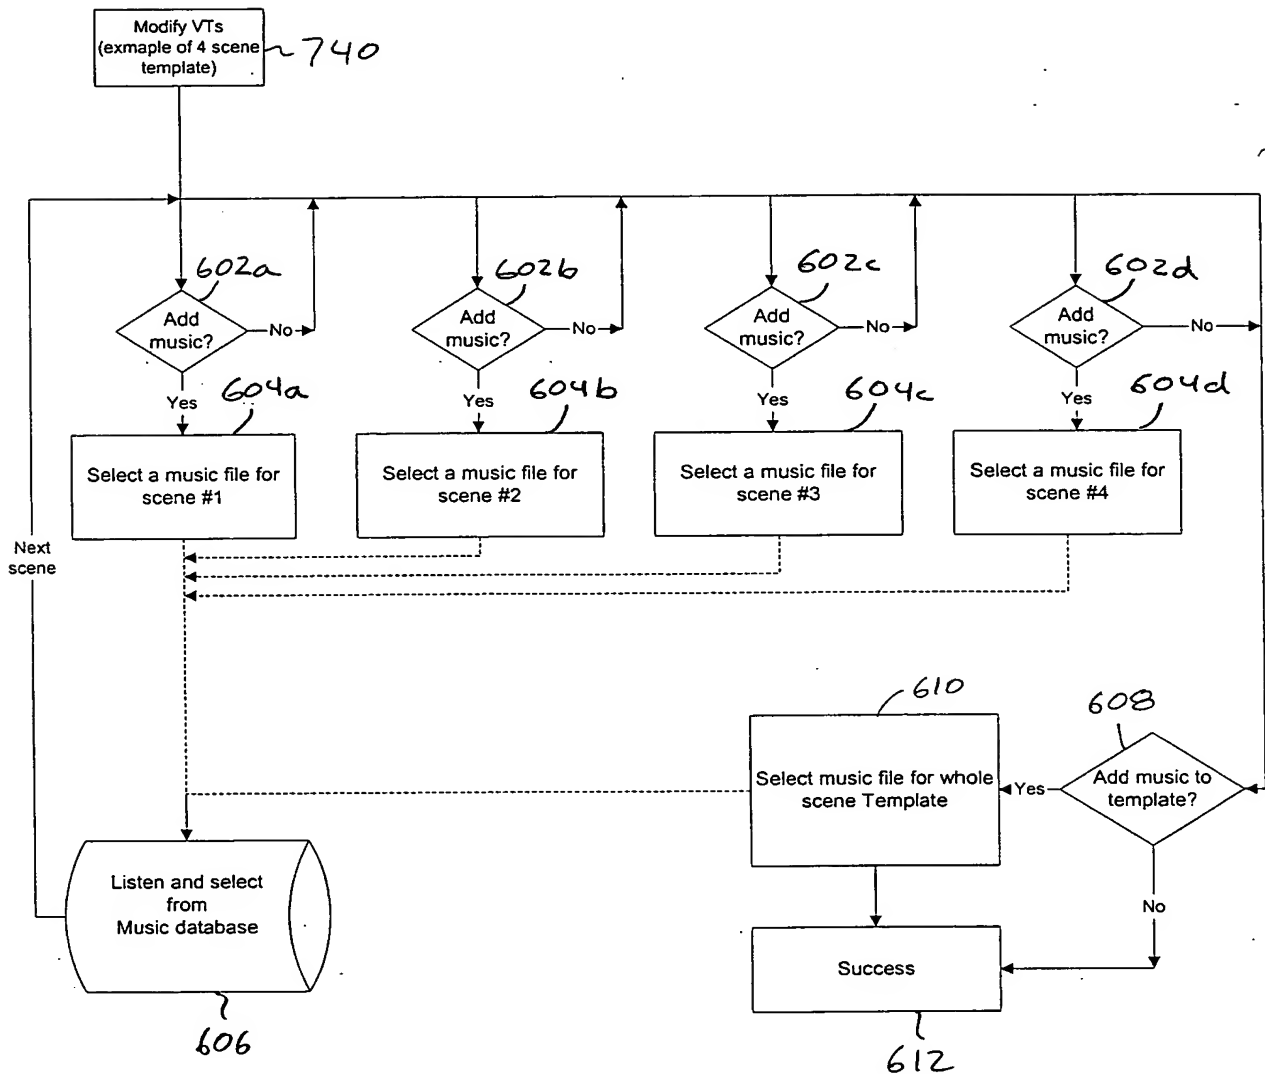 Modify VTs
(exmaple of 4 scene
template)
740
602a
602b
602c
602d
Add
music?
No
Add
music?
No
Add
music?
No
Add
music?
No
Yes
604a
Yes
604b
Yes
604c
Yes
604d
Select a music file for
scene #1
Select a music file for
scene #2
Select a music file for
scene #3
Select a music file for
scene #4
Next
scene
610
608
Select music file for whole
scene Template
Yes
Add music to
template?
Listen and select
from
Music database
No
Success
606
612